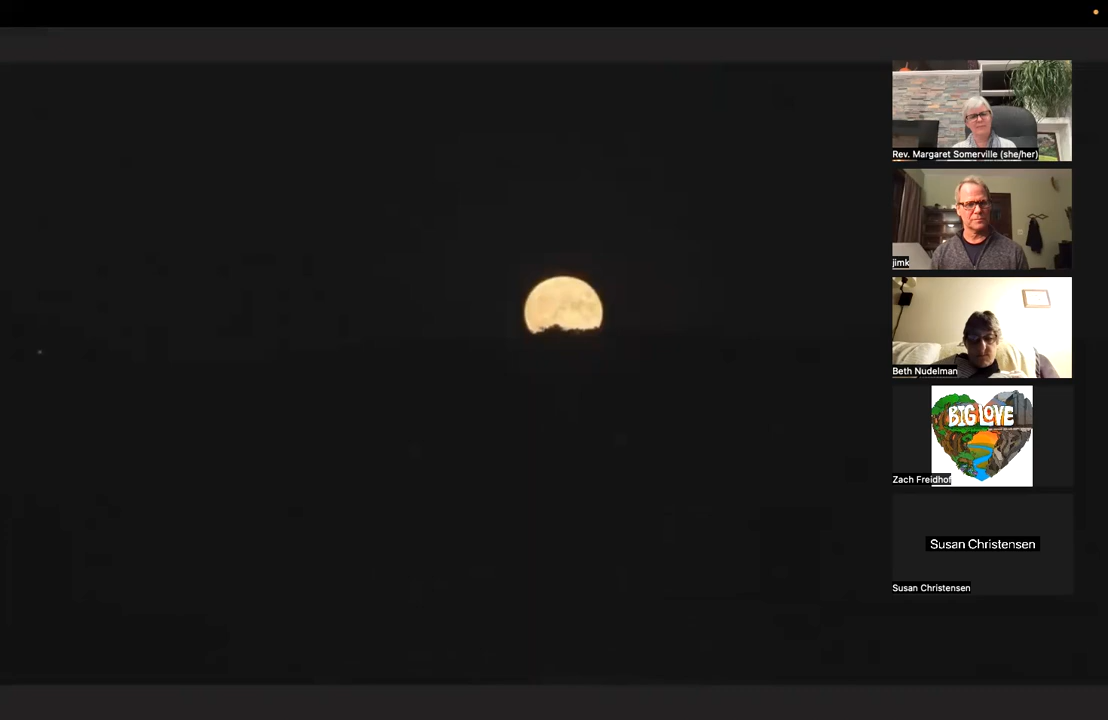 Rev. Margaret Somerville (she/her)
jimk
Beth Nudelman
BIG LOVE
Zach Freidhof
Susan Christensen
Susan Christensen